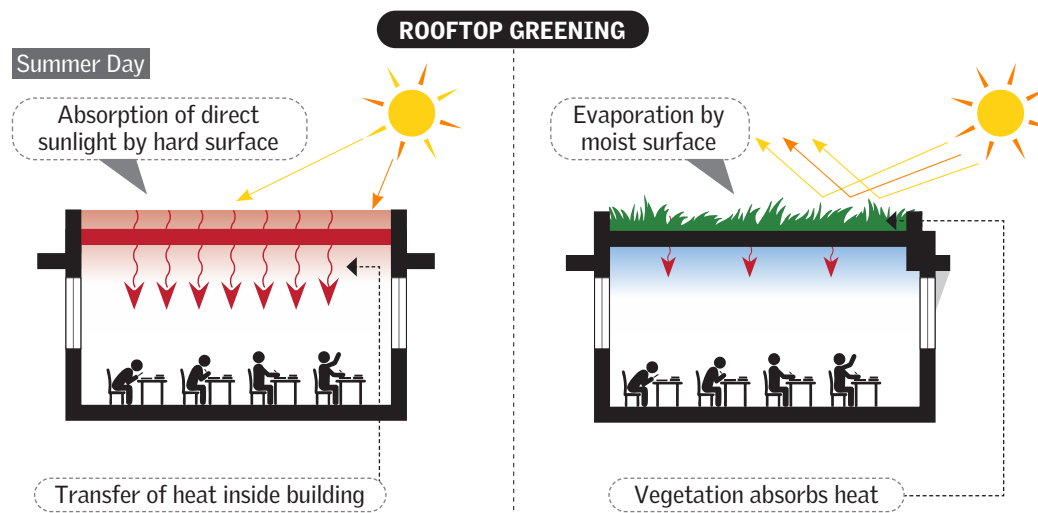 ROOFTOP GREENING
Summer Day
Absorption of direct
sunlight by hard surface
Evaporation by
moist surface
Transfer of heat inside building
Vegetation absorbs heat